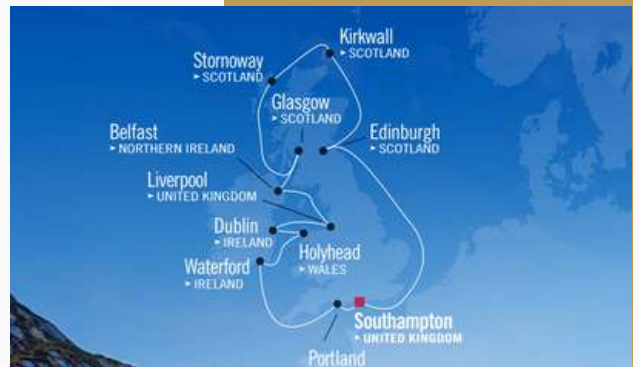 Kirkwall
▸ SCOTLAND
Stornoway
▸ SCOTLAND
Glasgow
▸ SCOTLAND
Belfast
▸ NORTHERN IRELAND
Edinburgh
▸ SCOTLAND
Liverpool
▸ UNITED KINGDOM
Dublin
▸ IRELAND
Holyhead
▸ WALES
Waterford
▸ IRELAND
Southampton
▸ UNITED KINGDOM
Portland